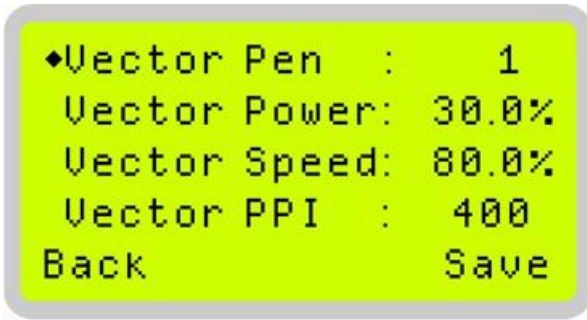 ◆Vector Pen : 1
Vector Power: 30.0%
Vector Speed: 80.0%
Vector PPI : 400
Back Save